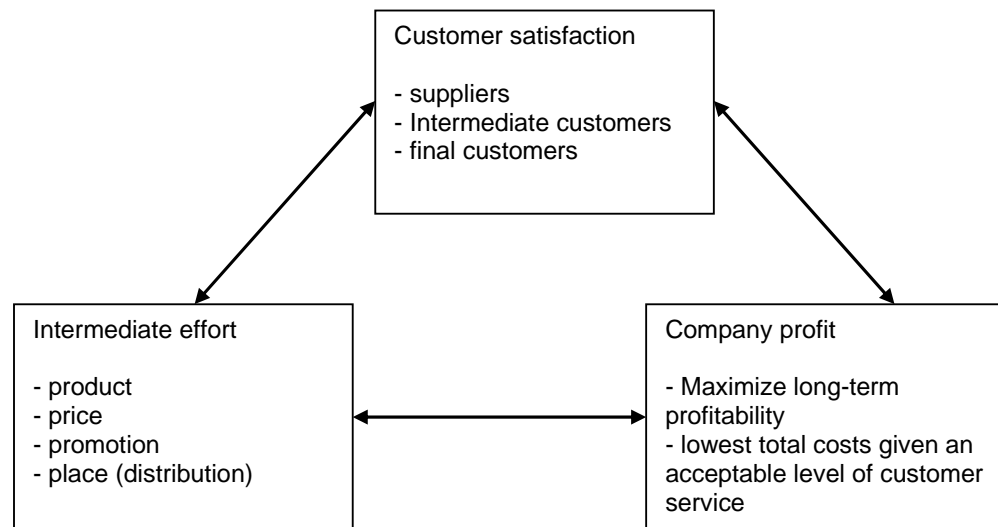 Customer satisfaction
- suppliers
- Intermediate customers
- final customers
Intermediate effort
- product
- price
- promotion
- place (distribution)
Company profit
- Maximize long-term
profitability
- lowest total costs given an
acceptable level of customer
service